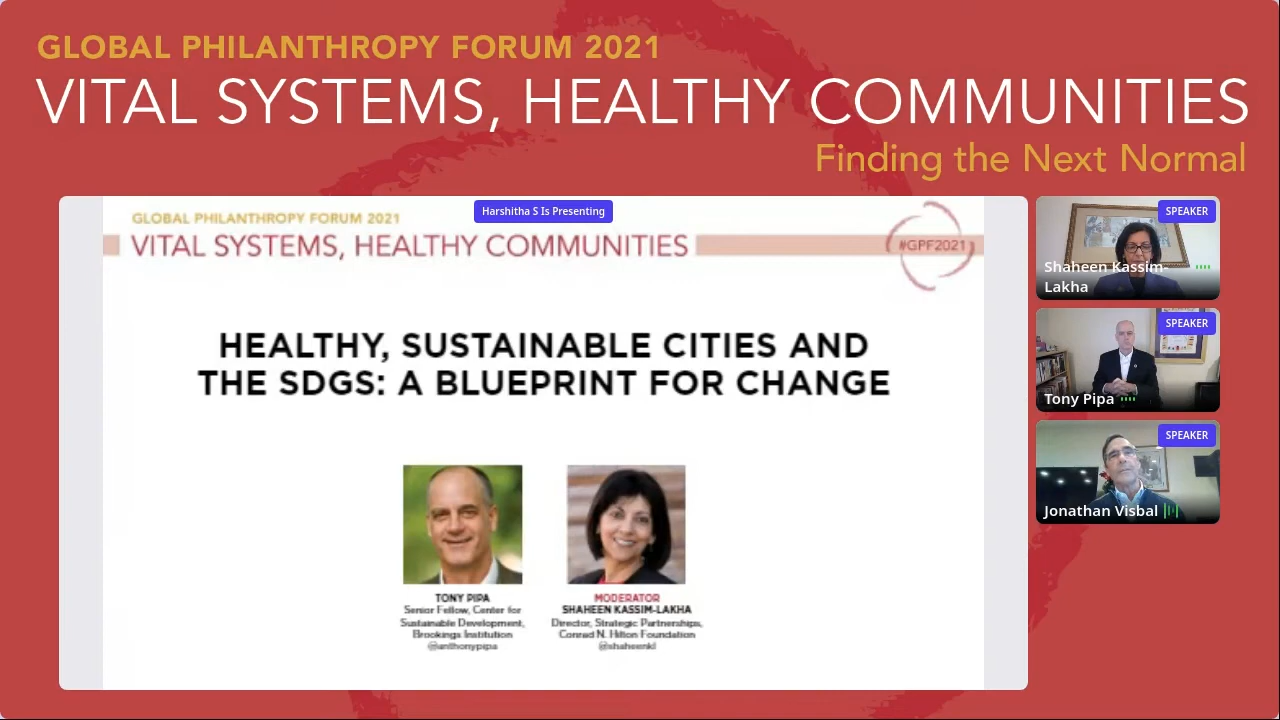 GLOBAL PHILANTHROPY FORUM 2021
VITAL SYSTEMS, HEALTHY COMMUNITIES
Finding the Next Normal
Harshitha S Is Presenting
GLOBAL PHILANTHROPY FORUM 2021
VITAL SYSTEMS, HEALTHY COMMUNITIES
#GPF2021
HEALTHY, SUSTAINABLE CITIES AND
THE SDGS: A BLUEPRINT FOR CHANGE
TONY PIPA
Senior Fellow, Center for
Sustainable Development,
Brookings Institution
@anthonypipa
MODERATOR
SHAHEEN KASSIM-LAKHA
Director, Strategic Partnerships,
Conrad N. Hilton Foundation
@shaheenkl
SPEAKER
Shaheen Kassim-
Lakha
SPEAKER
Tony Pipa
SPEAKER
Jonathan Visbal